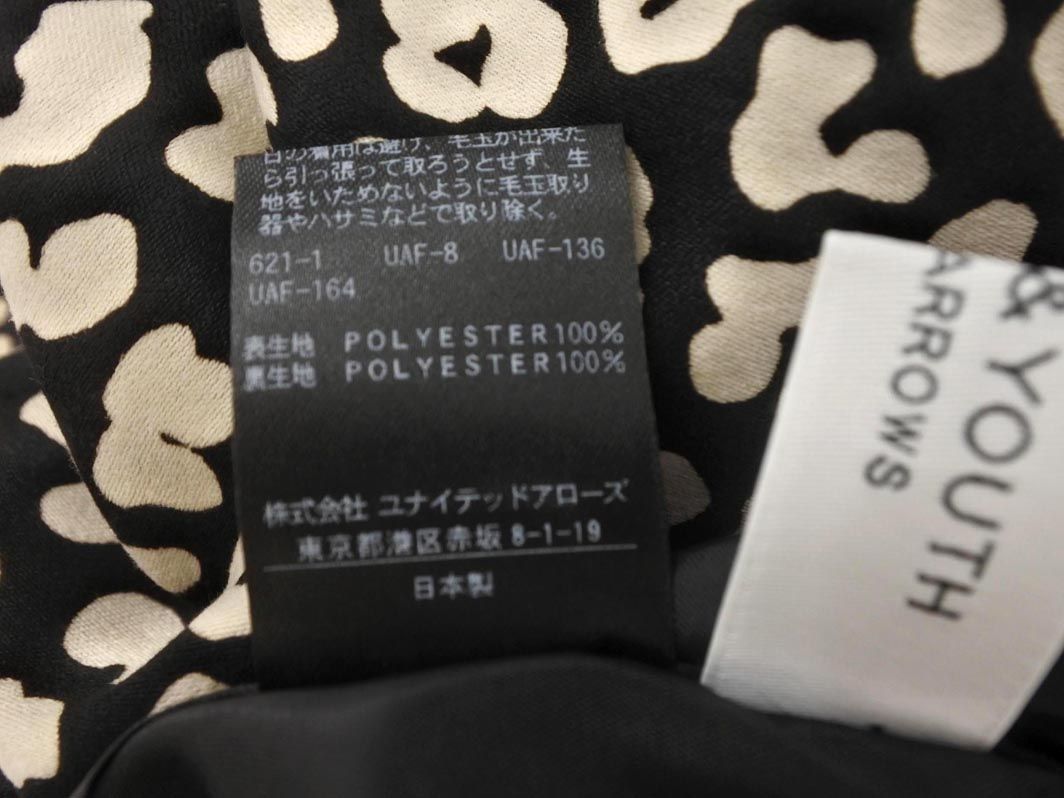 日の着用は避け、毛玉が出来た
ら引っ張って取ろうとせず、生
地をいためないように毛玉取り
器やハサミなどで取り除く。
621-1 UAF-8 UAF-136
UAF-164
表生地 POLYESTER100%
裏生地 POLYESTER100%
株式会社 ユナイテッドアローズ
東京都港区赤坂 8-1-19
日本製
& YOUTH
ARROWS